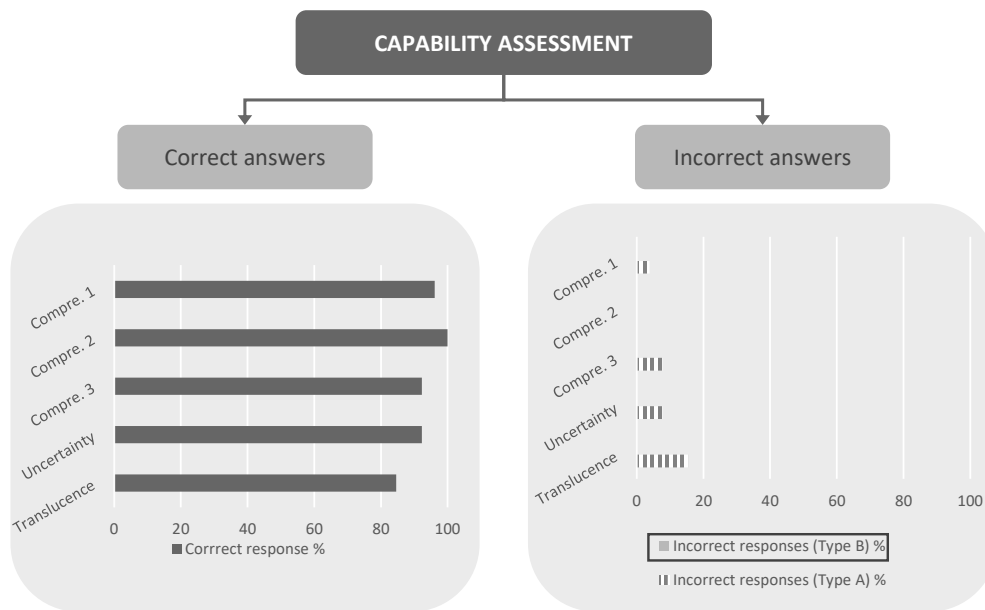 CAPABILITY ASSESSMENT
Correct answers
Incorrect answers
Compre. 1
Compre. 2
Compre. 3
Uncertainty
Translucence
0 20 40 60 80 100
Corrrect response %
Compre. 1
Compre. 2
Compre. 3
Uncertainty
Translucence
0 20 40 60 80 100
Incorrect responses (Type B) %
Incorrect responses (Type A) %